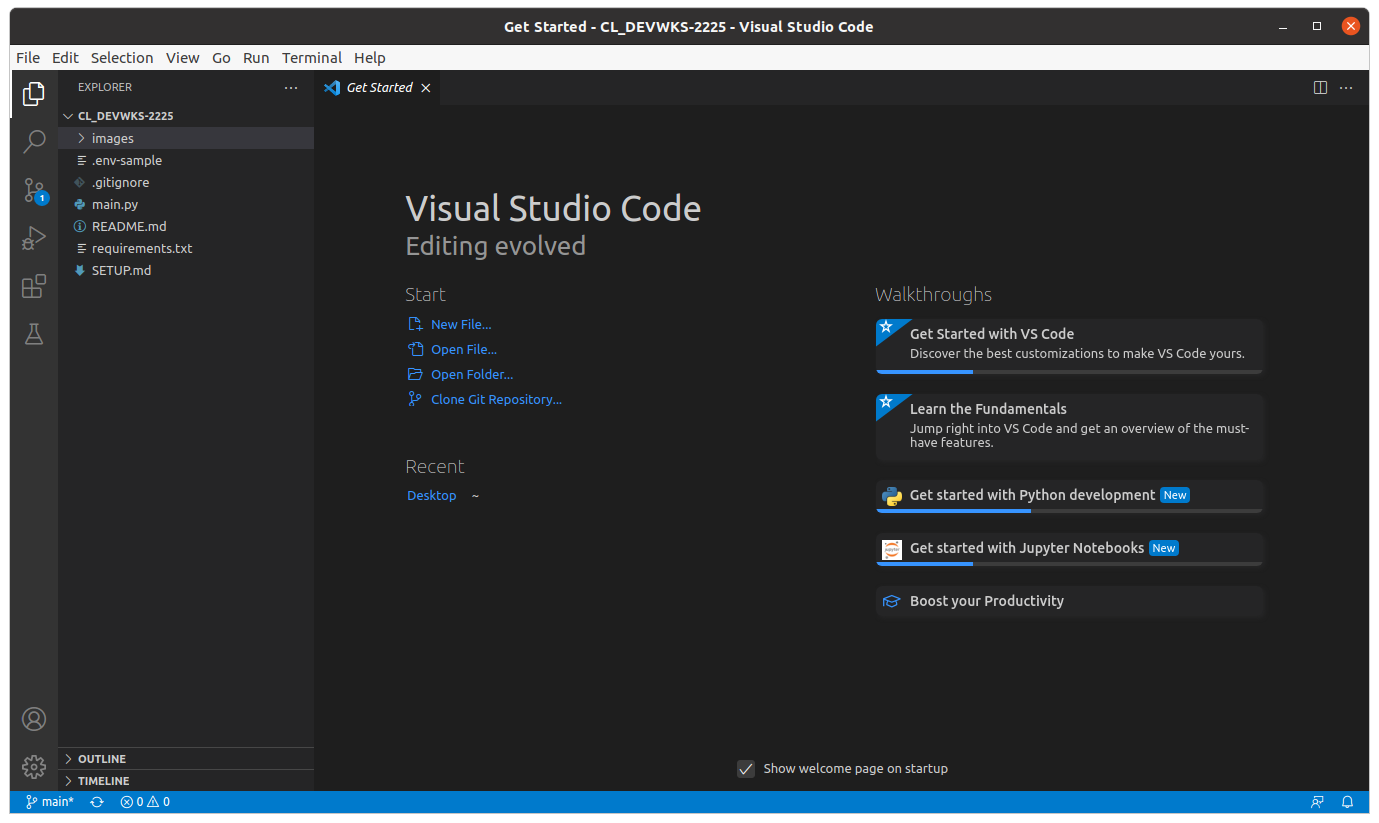 Get Started - CL_DEVWKS-2225 - Visual Studio Code
File Edit Selection View Go Run Terminal Help
EXPLORER
CL_DEVWKS-2225
images
.env-sample
.gitignore
main.py
README.md
requirements.txt
SETUP.md
OUTLINE
TIMELINE
1
Get Started
Visual Studio Code
Editing evolved
Start
New File...
Open File...
Open Folder...
Clone Git Repository...
Recent
Desktop ~
Walkthroughs
Get Started with VS Code
Discover the best customizations to make VS Code yours.
Learn the Fundamentals
Jump right into VS Code and get an overview of the must-
have features.
Get started with Python development New
jupyter
Get started with Jupyter Notebooks New
Boost your Productivity
Show welcome page on startup
main* 0 0